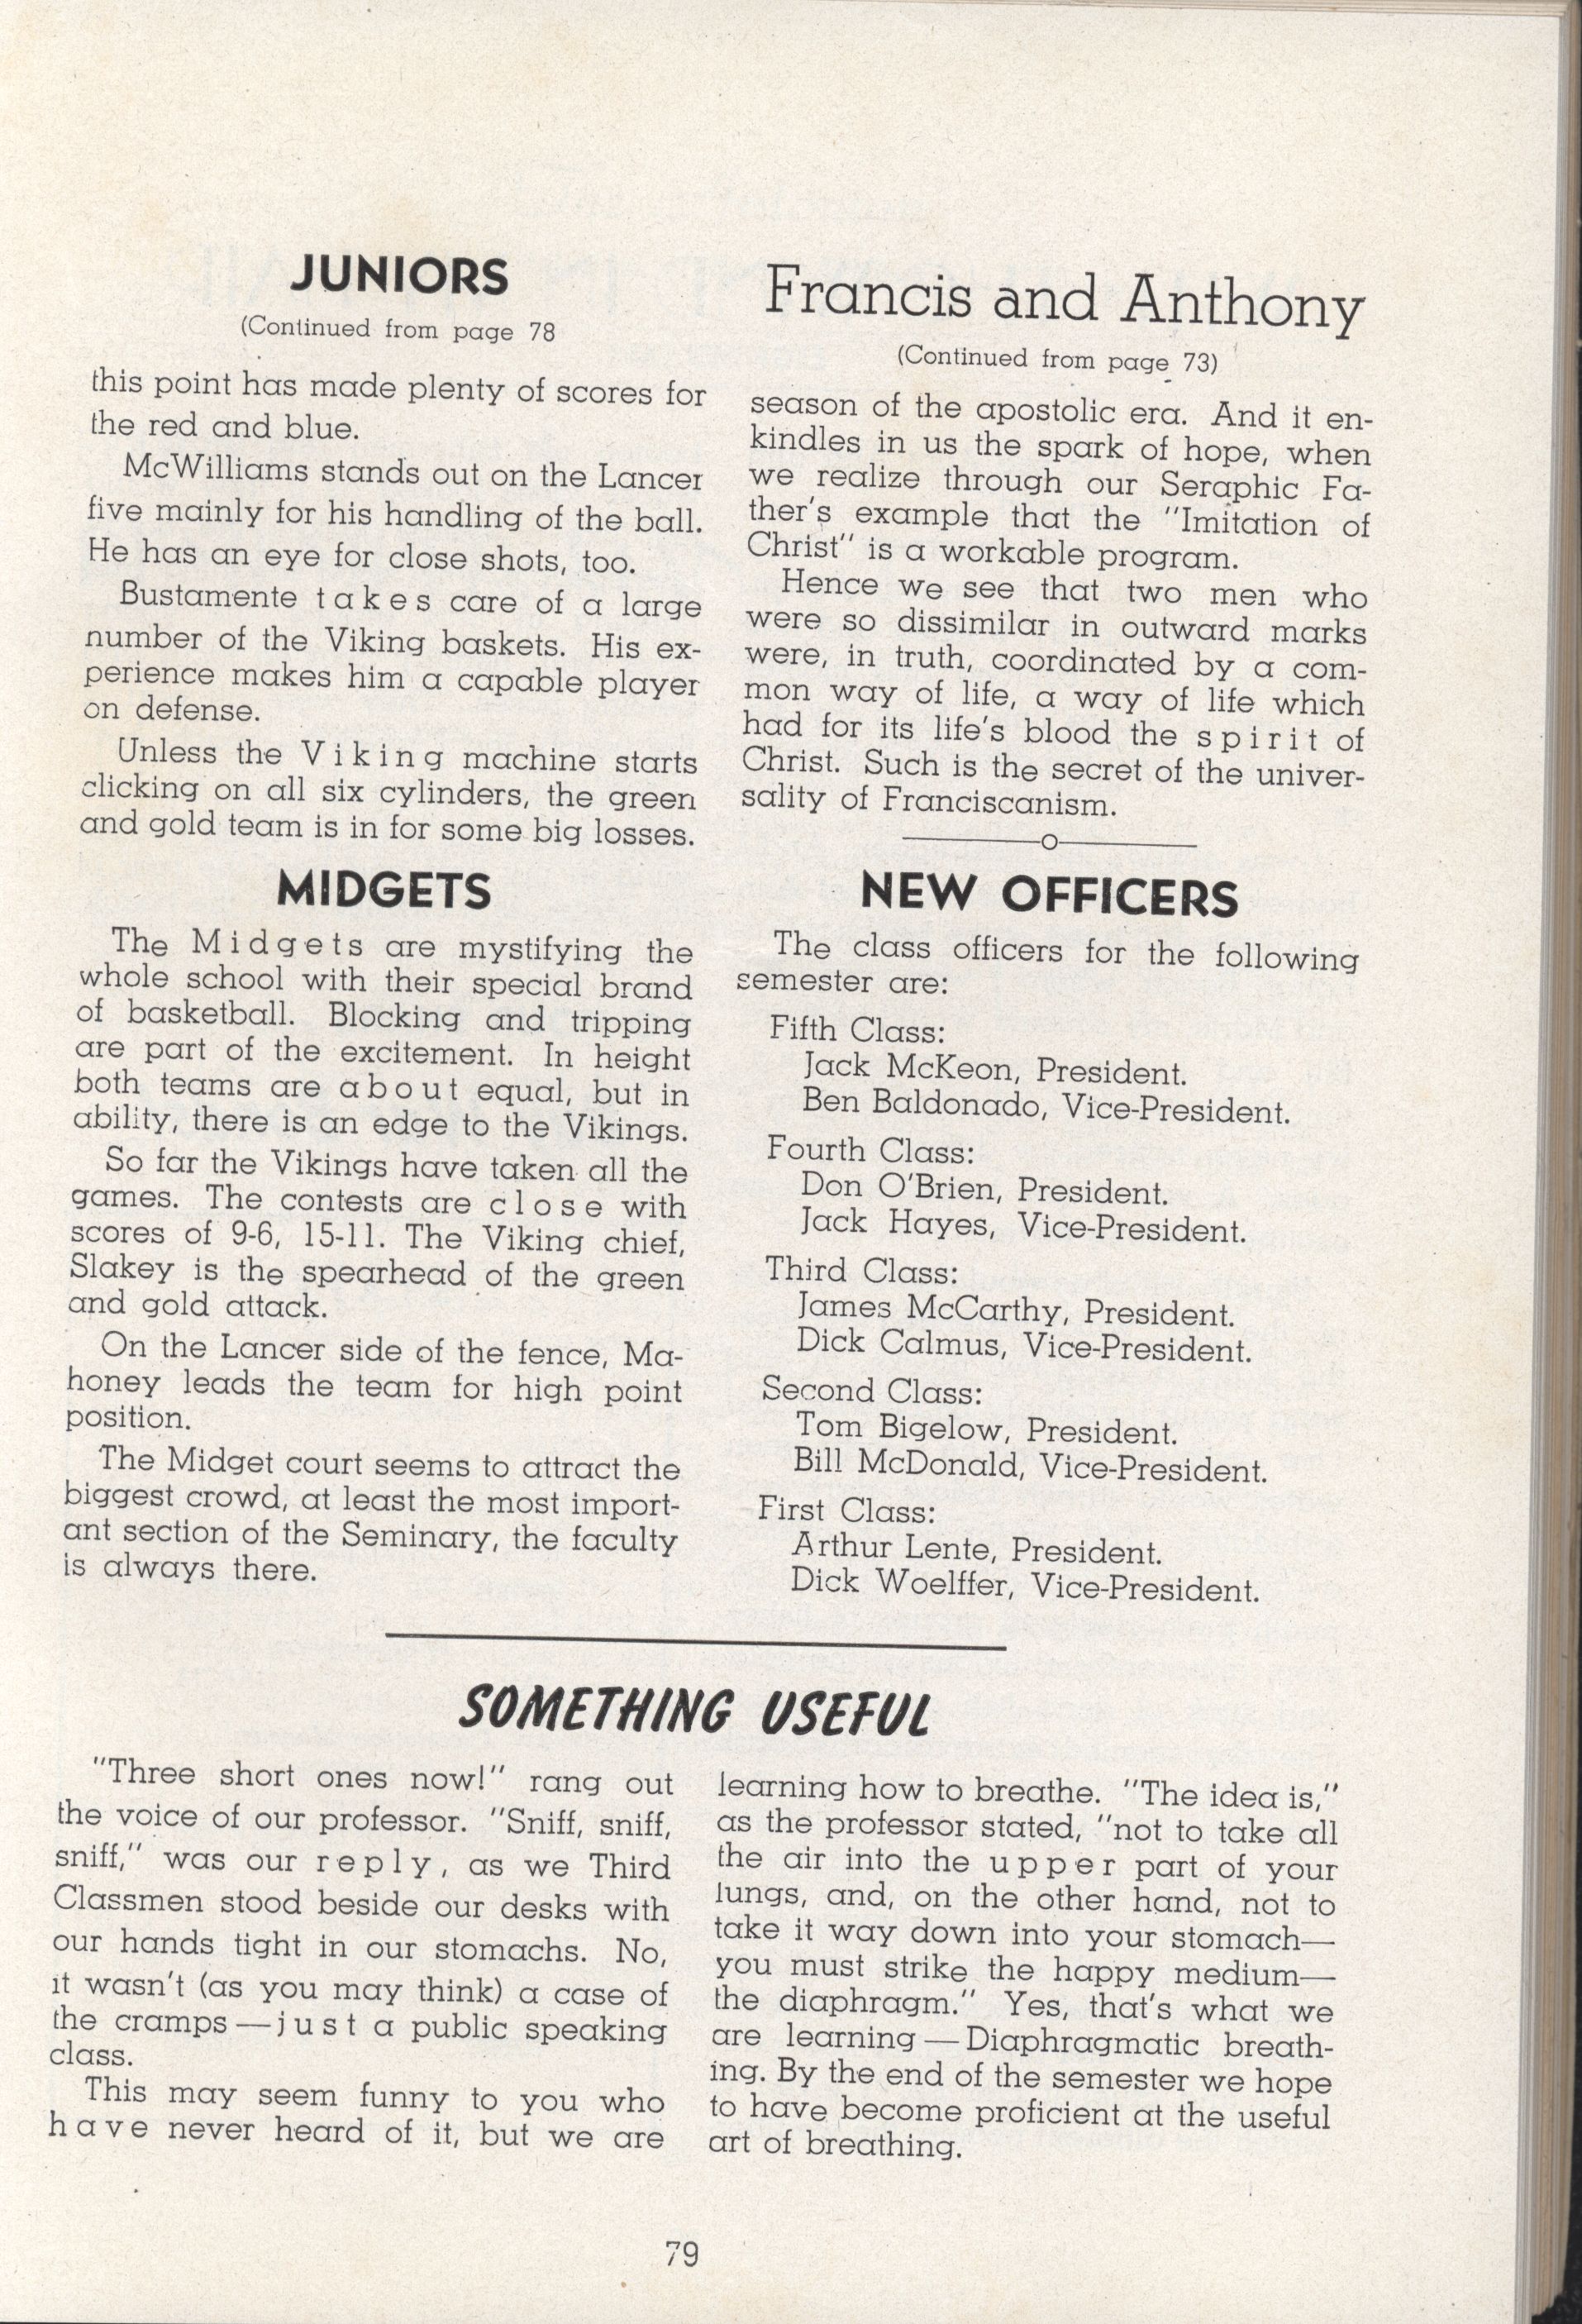 JUNIORS
(Continued from page 78
this point has made plenty of scores for
the red and blue.
McWilliams stands out on the Lancer
five mainly for his handling of the ball.
He has an eye for close shots, too.
Bustamente takes care of a large
number of the Viking baskets. His ex-
perience makes him a capable player
on defense.
Unless the Viking machine starts
clicking on all six cylinders, the green
and gold team is in for some big losses.
MIDGETS
The Midgets are mystifying the
whole school with their special brand
of basketball. Blocking and tripping
are part of the excitement. In height
both teams are about equal, but in
ability, there is an edge to the Vikings.
So far the Vikings have taken all the
games. The contests are close with
scores of 9-6, 15-11. The Viking chief,
Slakey is the spearhead of the green
and gold attack.
On the Lancer side of the fence, Ma-
honey leads the team for high point
position.
The Midget court seems to attract the
biggest crowd, at least the most import-
ant section of the Seminary, the faculty
is always there.
Francis and Anthony
(Continued from page 73)
season of the apostolic era. And it en-
kindles in us the spark of hope, when
we realize through our Seraphic Fa-
ther's example that the "Imitation of
Christ" is a workable program.
Hence we see that two men who
were so dissimilar in outward marks
were, in truth, coordinated by a com-
mon way of life, a way of life which
had for its life's blood the spirit of
Christ. Such is the secret of the univer-
sality of Franciscanism.
NEW OFFICERS
The class officers for the following
semester are:
Fifth Class:
Jack McKeon, President.
Ben Baldonado, Vice-President.
Fourth Class:
Don O'Brien, President.
Jack Hayes, Vice-President.
Third Class:
James McCarthy, President.
Dick Calmus, Vice-President.
Second Class:
Tom Bigelow, President.
Bill McDonald, Vice-President.
First Class:
Arthur Lente, President.
Dick Woelffer, Vice-President.
SOMETHING USEFUL
"Three short ones now!" rang out
the voice of our professor. "Sniff, sniff,
sniff," was our reply, as we Third
Classmen stood beside our desks with
our hands tight in our stomachs. No,
it wasn't (as you may think) a case of
the cramps—just a public speaking
class.
This may seem funny to you who
have never heard of it, but we are
learning how to breathe. "The idea is,"
as the professor stated, "not to take all
the air into the upper part of your
lungs, and, on the other hand, not to
take it way down into your stomach—
you must strike the happy medium—
the diaphragm." Yes, that's what we
are learning—Diaphragmatic breath-
ing. By the end of the semester we hope
to have become proficient at the useful
art of breathing.
79